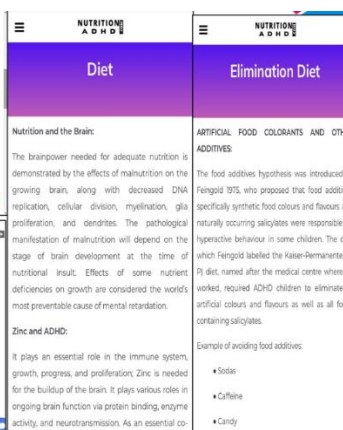 NUTRITION
ADHD
Diet
Nutrition and the Brain:
The brainpower needed for adequate nutrition is
demonstrated by the effects of malnutrition on the
growing brain, along with decreased DNA
replication, cellular division, myelination, glia
proliferation, and dendrites. The pathological
manifestation of malnutrition will depend on the
stage of brain development at the time of
nutritional insult. Effects of some nutrient
deficiencies on growth are considered the world's
most preventable cause of mental retardation.
Zinc and ADHD:
It plays an essential role in the immune system,
growth, progress, and proliferation; Zinc is needed
for the buildup of the brain. It plays various roles in
ongoing brain function via protein binding, enzyme
activity, and neurotransmission. As an essential co-
NUTRITION
ADHD
Elimination Diet
ARTIFICIAL FOOD COLORANTS AND OTH
ADDITIVES:
The food additives hypothesis was introduced
Feingold 1975, who proposed that food additi
specifically synthetic food colours and flavours a
naturally occurring salicylates were responsible
hyperactive behaviour in some children. The d
which Feingold labelled the Kaiser-Permanente
P) diet, named after the medical centre where
worked, required ADHD children to eliminate
artificial colours and flavours as well as all fo
containing salicylates.
Example of avoiding food additives:
• Sodas
• Caffeine
• Candy